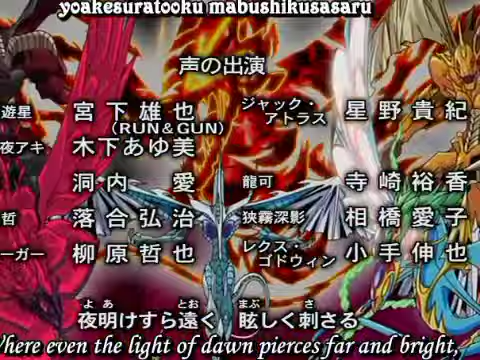 yoakesuratooku mabushikusasaru
声の出演
遊星 宮下雄也 ジャック・アトラス 星野貴紀
(RUN&GUN)
夜アキ 木下あゆ美
洞内 愛 龍可 寺崎裕香
哲 落合弘治 狭霧深影 相橋愛子
ーガー 柳原哲也 レクス・ゴドウィン 小手伸也
よあ とお まぶ さ
夜明けすら遠く 眩しく刺さる
Where even the light of dawn pierces far and bright,